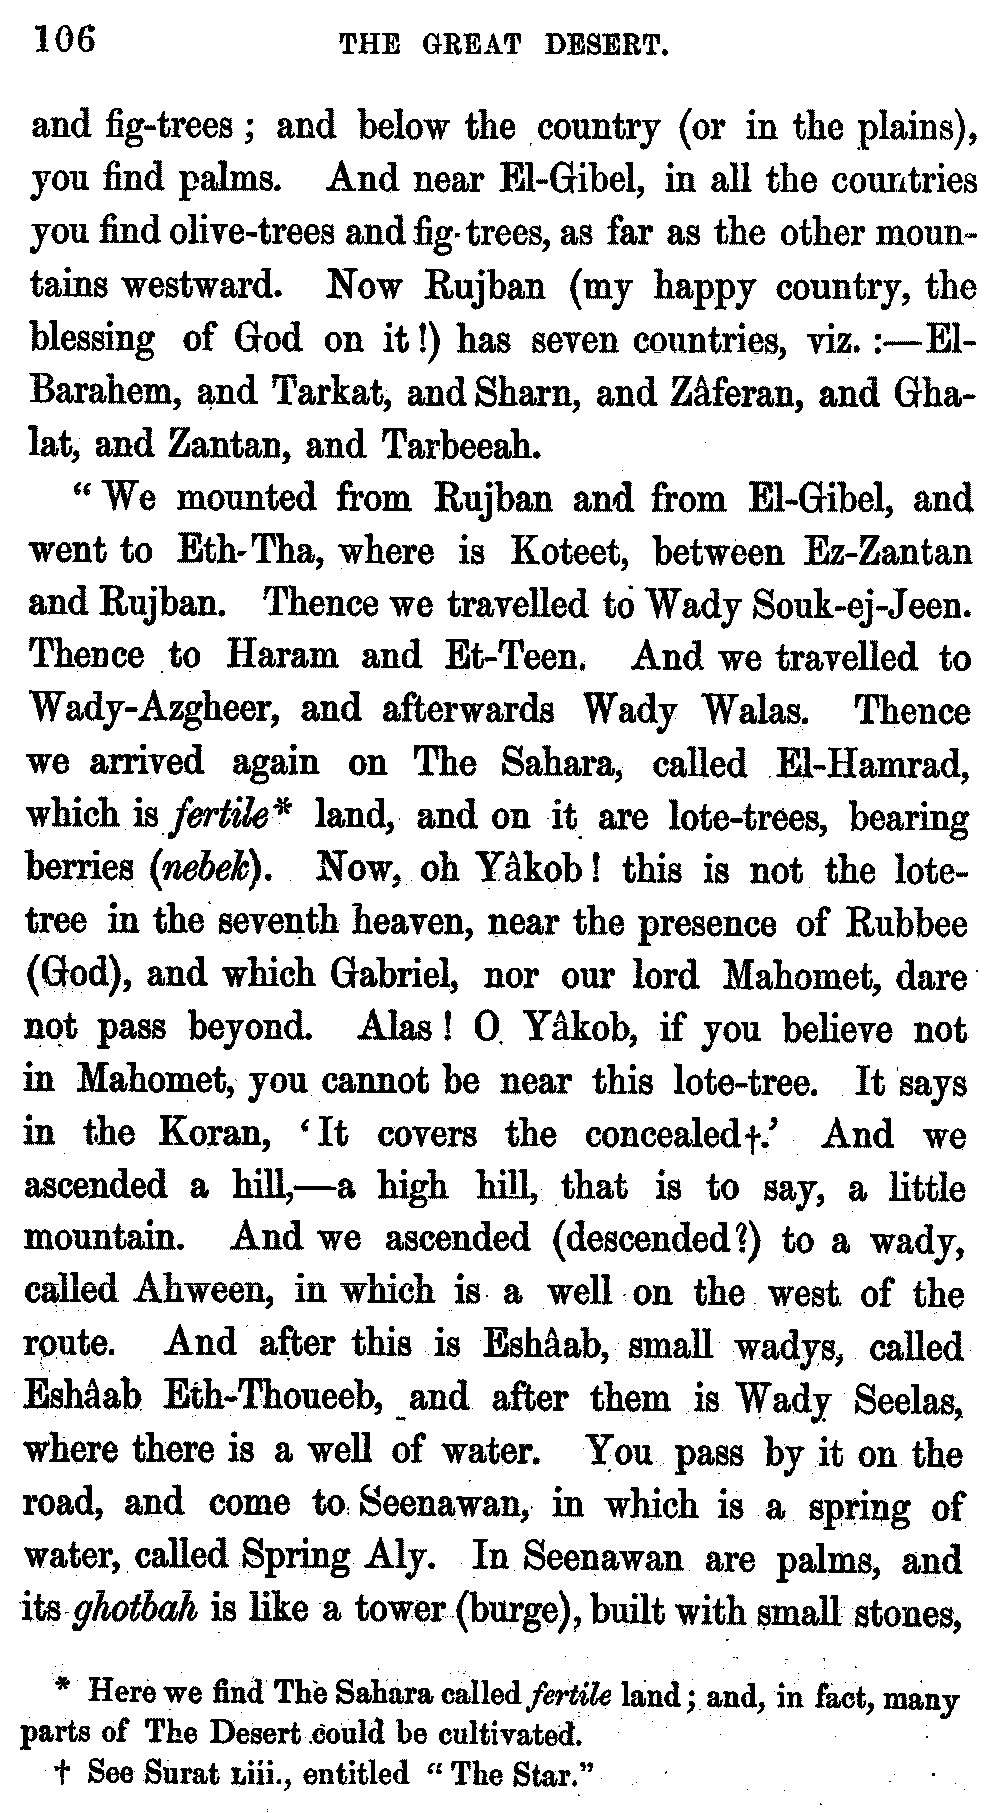 106 THE GREAT DESERT.
and fig-trees; and below the country (or in the plains),
you find palms. And near El-Gibel, in all the countries
you find olive-trees and fig-trees, as far as the other moun-
tains westward. Now Rujban (my happy country, the
blessing of God on it!) has seven countries, viz. :—El-
Barahem, and Tarkat, and Sharn, and Zâferan, and Gha-
lat, and Zantan, and Tarbeeah.
"We mounted from Rujban and from El-Gibel, and
went to Eth-Tha, where is Koteet, between Ez-Zantan
and Rujban. Thence we travelled to Wady Souk-ej-Jeen.
Thence to Haram and Et-Teen. And we travelled to
Wady-Azgheer, and afterwards Wady Walas. Thence
we arrived again on The Sahara, called El-Hamrad,
which is fertile* land, and on it are lote-trees, bearing
berries (nebek). Now, oh Yâkob! this is not the lote-
tree in the seventh heaven, near the presence of Rubbee
(God), and which Gabriel, nor our lord Mahomet, dare
not pass beyond. Alas! O Yâkob, if you believe not
in Mahomet, you cannot be near this lote-tree. It says
in the Koran, 'It covers the concealed†.' And we
ascended a hill,—a high hill, that is to say, a little
mountain. And we ascended (descended?) to a wady,
called Ahween, in which is a well on the west of the
route. And after this is Eshâab, small wadys, called
Eshâab Eth-Thoueeb, and after them is Wady Seelas,
where there is a well of water. You pass by it on the
road, and come to Seenawan, in which is a spring of
water, called Spring Aly. In Seenawan are palms, and
its ghotbah is like a tower (burge), built with small stones,
* Here we find The Sahara called fertile land; and, in fact, many
parts of The Desert could be cultivated.
† See Surat liii., entitled "The Star."